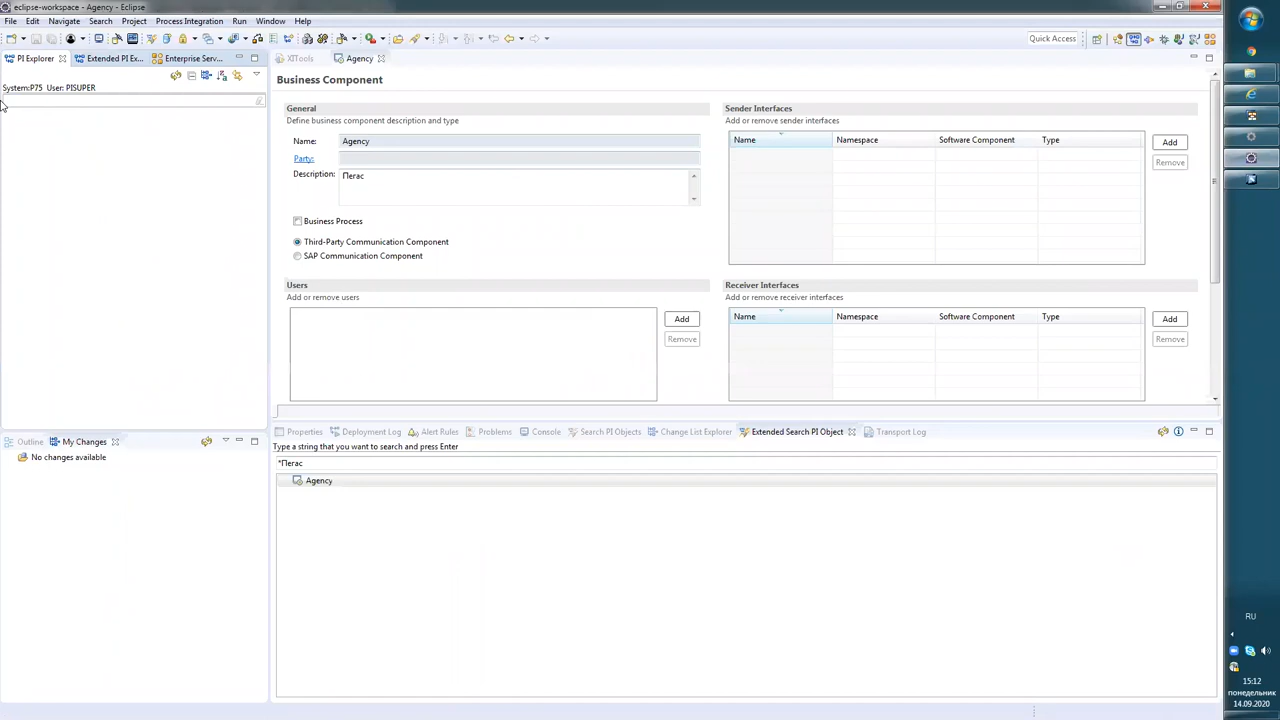 eclipse-workspace - Agency - Eclipse
File Edit Navigate Search Project Process Integration Run Window Help
Quick Access
PI Explorer Extended PI Ex... Enterprise Serv...
System:P75 User: PISUPER
XITools Agency
Business Component
General
Define business component description and type
Name: Agency
Party:
Description: Пегас
Business Process
Third-Party Communication Component
SAP Communication Component
Users
Add or remove users
Add
Remove
Sender Interfaces
Add or remove sender interfaces
Name Namespace Software Component Type
Add
Remove
Receiver Interfaces
Add or remove receiver interfaces
Name Namespace Software Component Type
Add
Remove
Outline My Changes
No changes available
Properties Deployment Log Alert Rules Problems Console Search PI Objects Change List Explorer Extended Search PI Object Transport Log
Type a string that you want to search and press Enter
*Пегас
Agency
RU
15:12
понедельник
14.09.2020